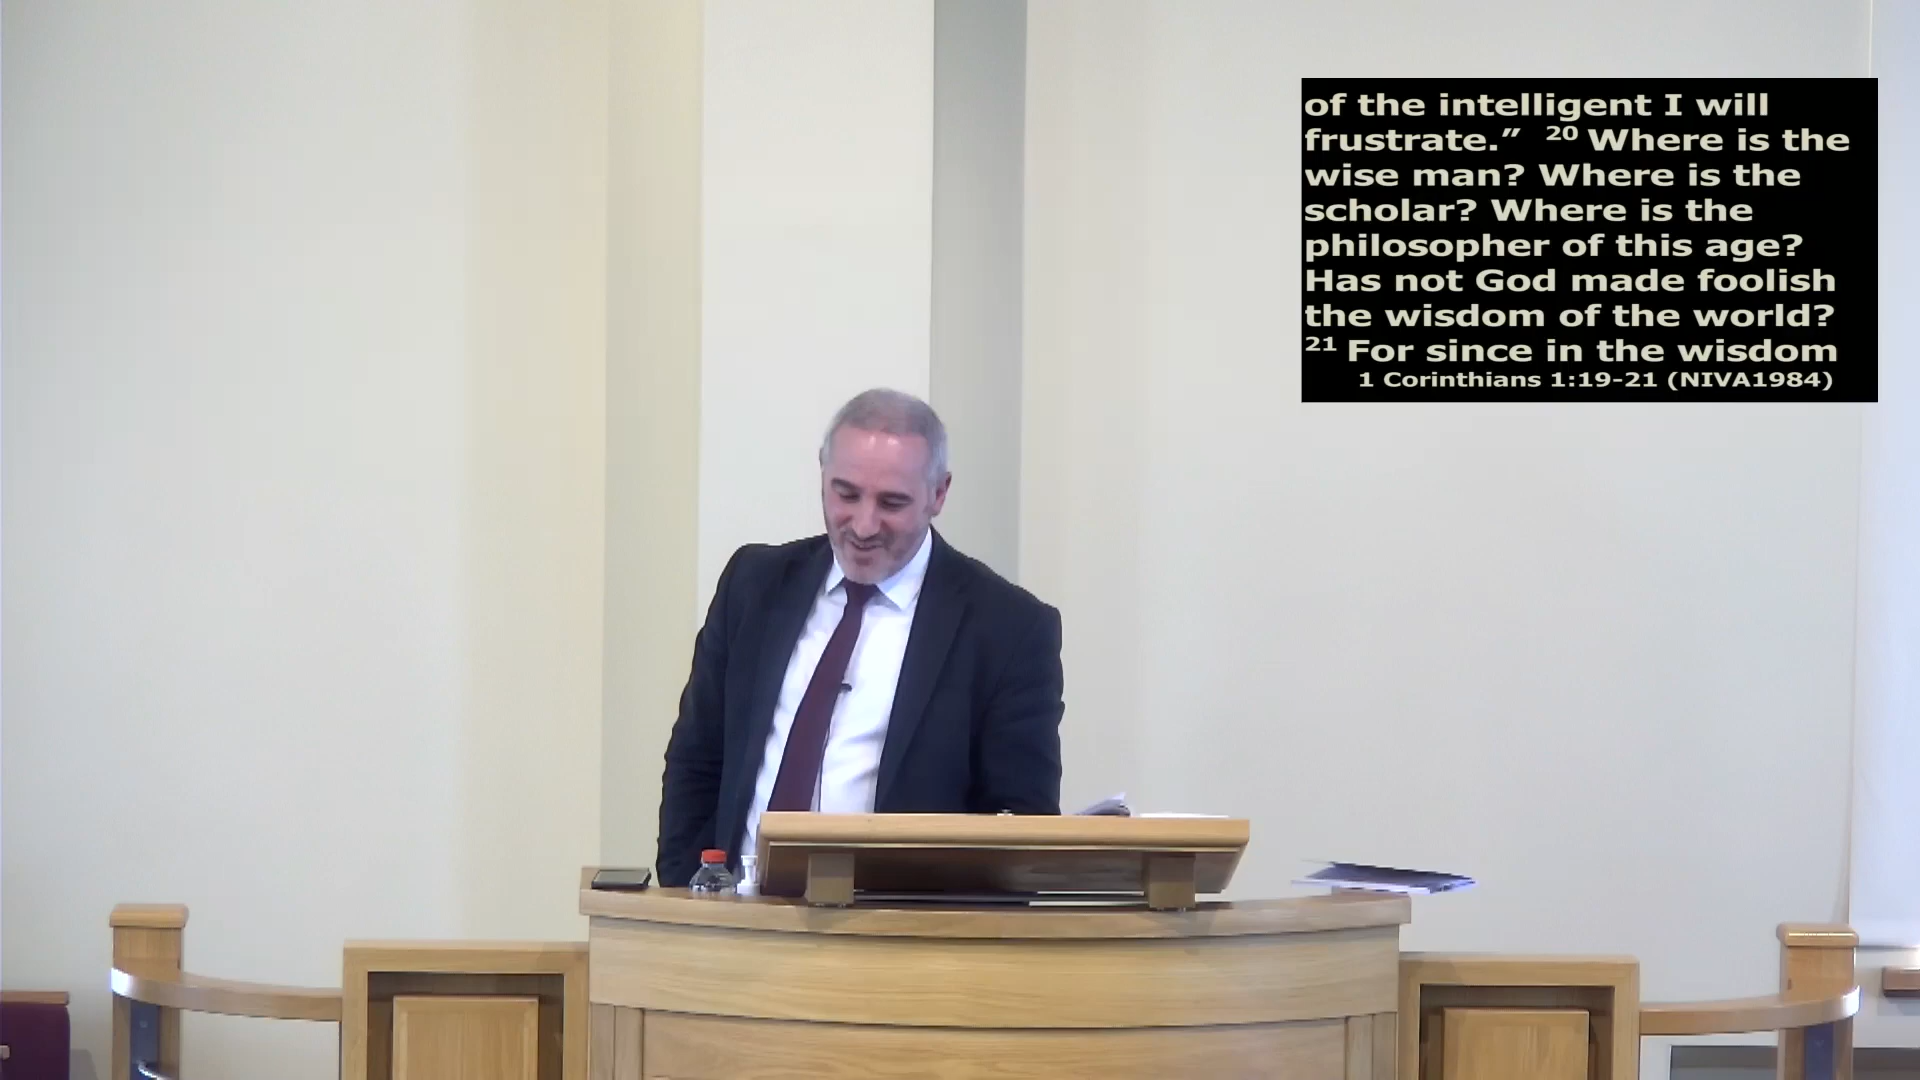 of the intelligent I will
frustrate.” 20 Where is the
wise man? Where is the
scholar? Where is the
philosopher of this age?
Has not God made foolish
the wisdom of the world?
21 For since in the wisdom
1 Corinthians 1:19-21 (NIVA1984)